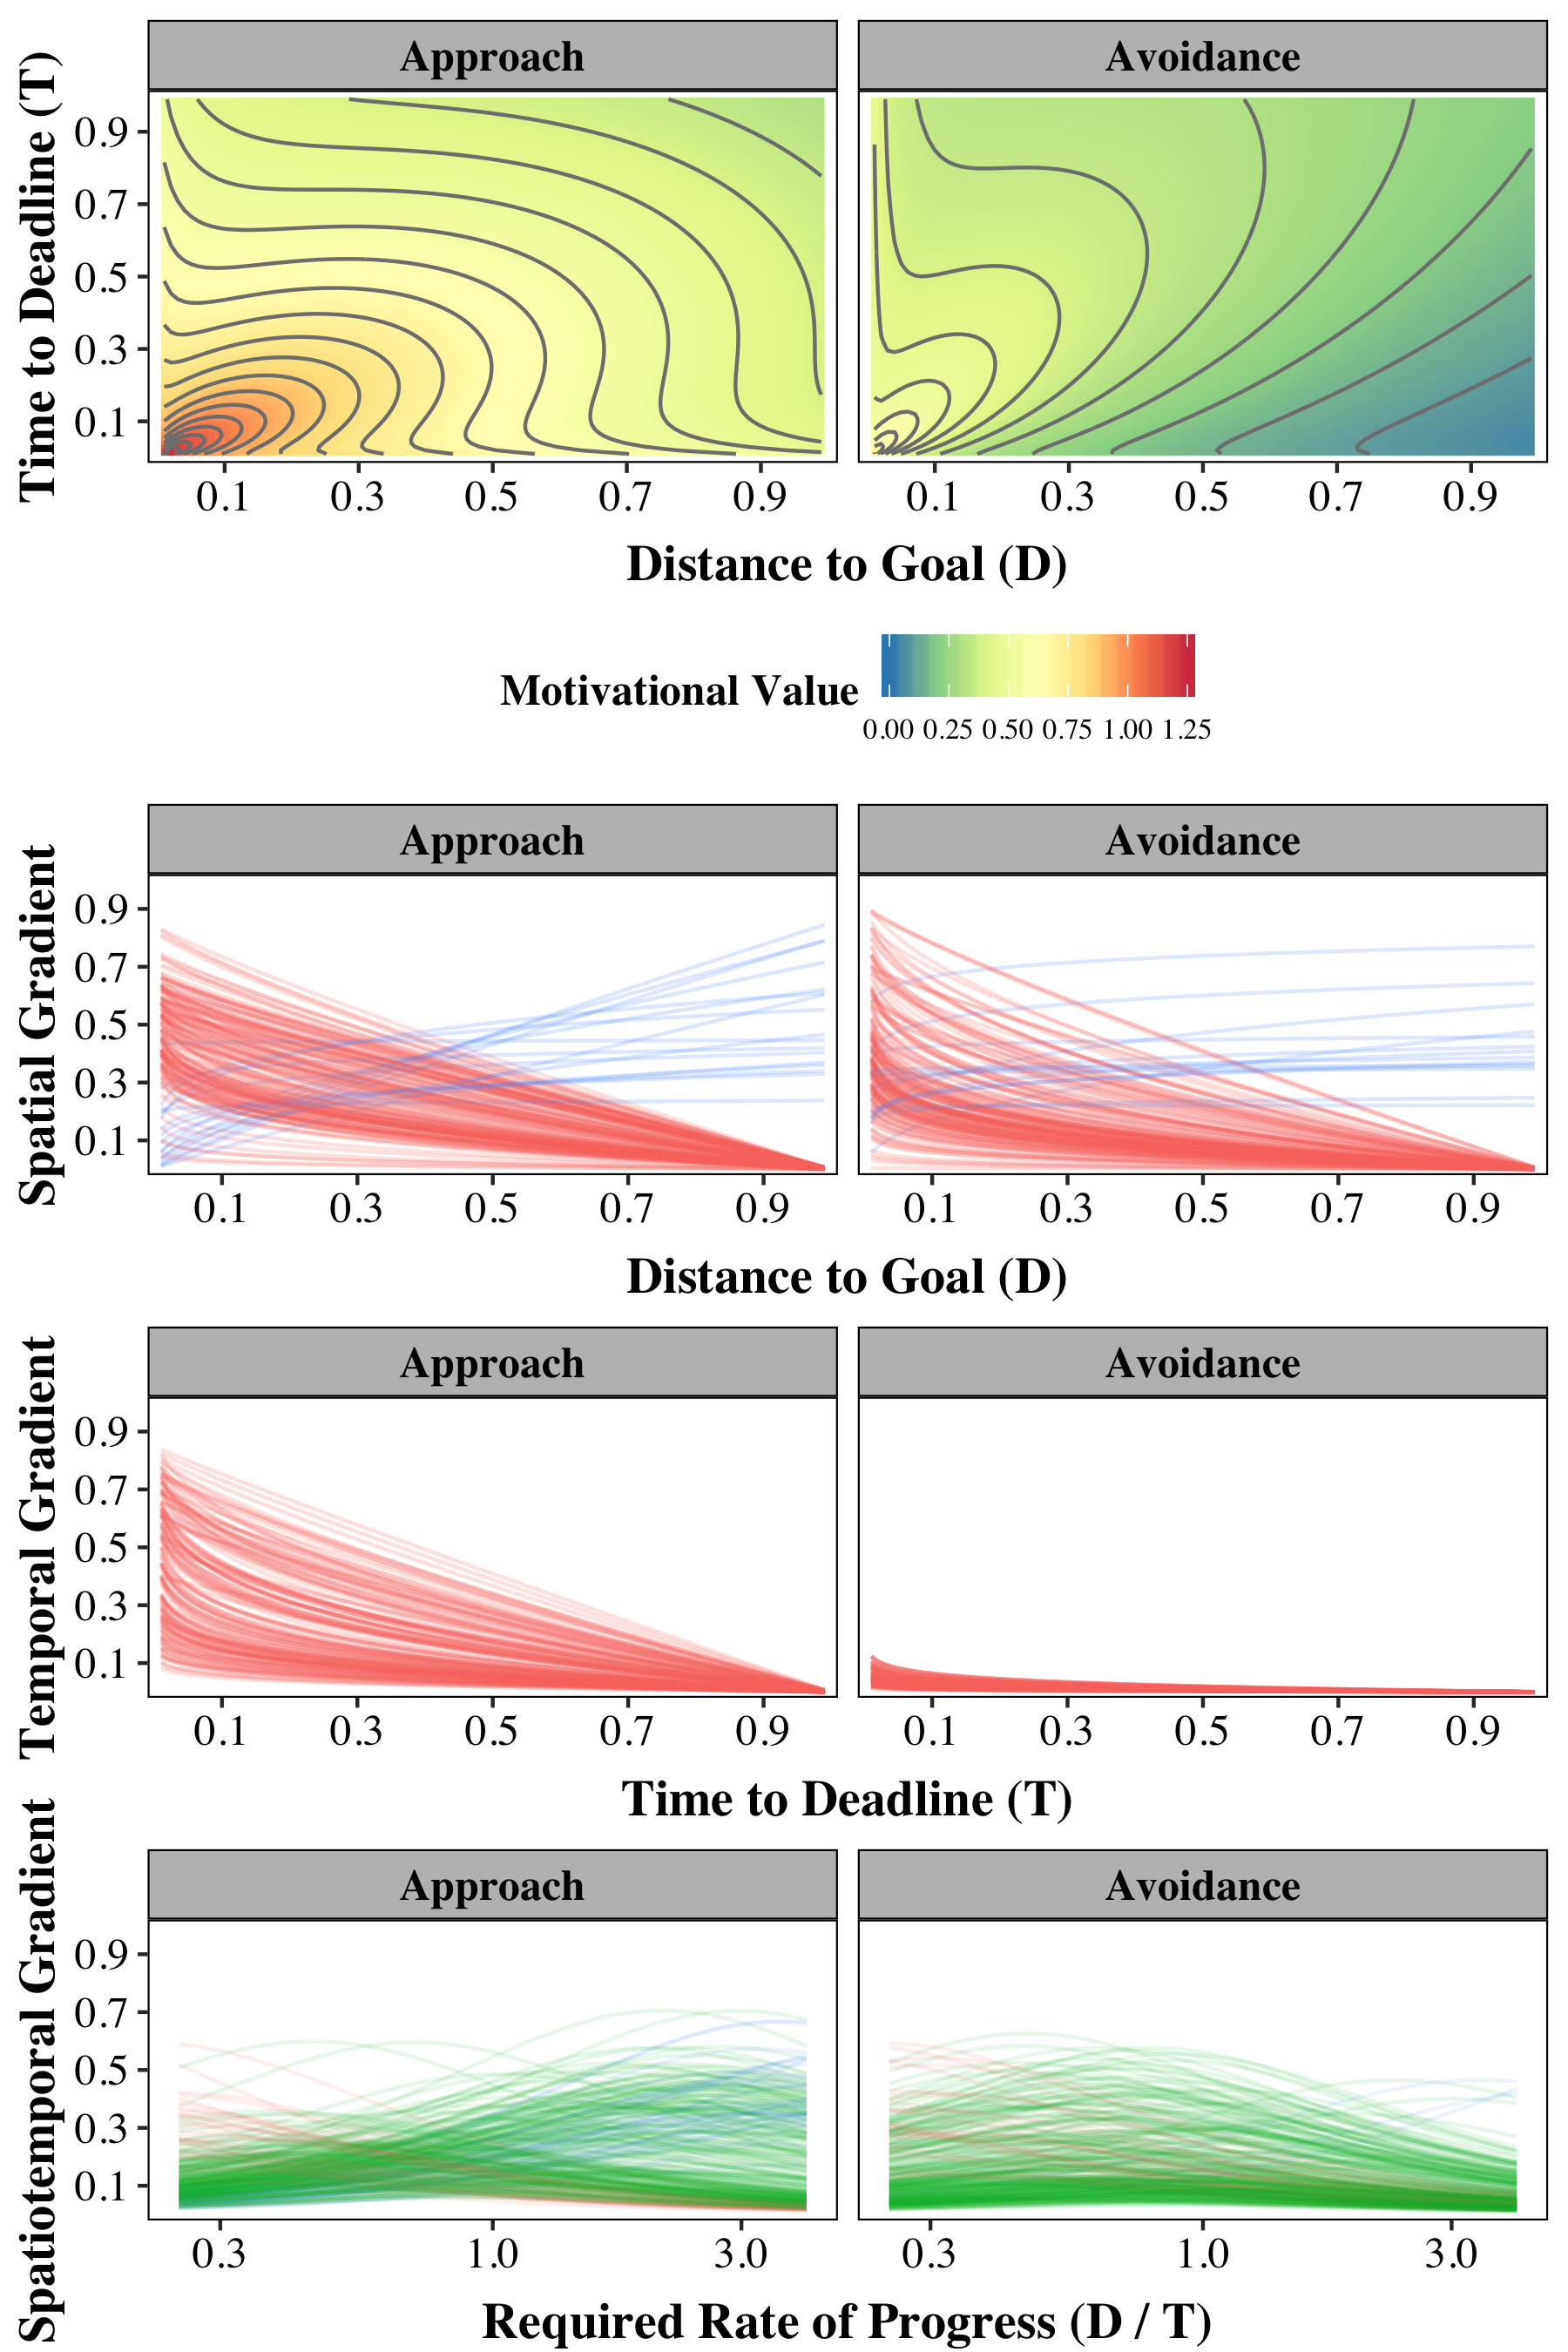 Approach Avoidance
Time to Deadline (T)
0.9
0.7
0.5
0.3
0.1
0.1 0.3 0.5 0.7 0.9 0.1 0.3 0.5 0.7 0.9
Distance to Goal (D)
Motivational Value
0.00 0.25 0.50 0.75 1.00 1.25
Approach Avoidance
Spatial Gradient
0.9
0.7
0.5
0.3
0.1
0.1 0.3 0.5 0.7 0.9 0.1 0.3 0.5 0.7 0.9
Distance to Goal (D)
Approach Avoidance
Temporal Gradient
0.9
0.7
0.5
0.3
0.1
0.1 0.3 0.5 0.7 0.9 0.1 0.3 0.5 0.7 0.9
Time to Deadline (T)
Approach Avoidance
Spatiotemporal Gradient
0.9
0.7
0.5
0.3
0.1
0.3 1.0 3.0 0.3 1.0 3.0
Required Rate of Progress (D / T)